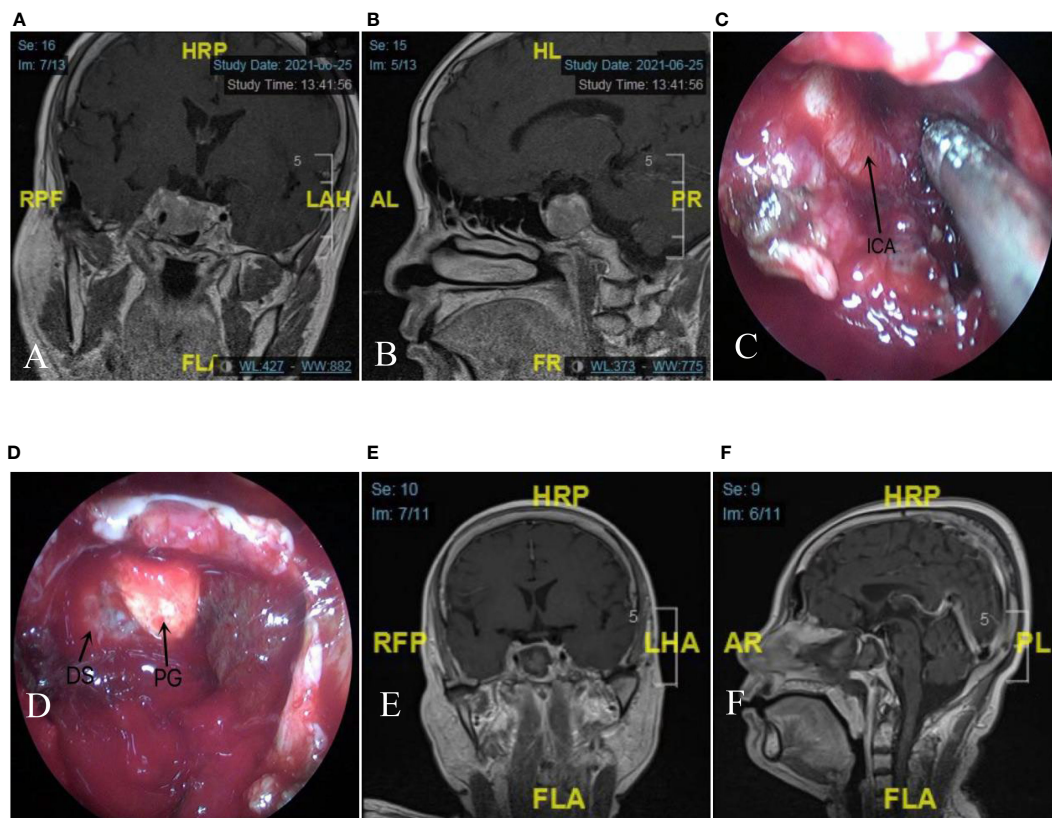 A
B
C
Se: 16
Im: 7/13
HRP
Study Date: 2021-06-25
Study Time: 13:41:56
5
RPF
LAH
A
WL:427 - WW:882
Se: 15
Im: 5/13
HL
Study Date: 2021-06-25
Study Time: 13:41:56
5
AL
PR
B
FR
WL:373 - WW:775
ICA
C
D
E
F
DS
PG
D
Se: 10
Im: 7/11
HRP
5
RFP
LHA
E
FLA
Se: 9
Im: 6/11
HRP
5
AR
PL
F
FLA